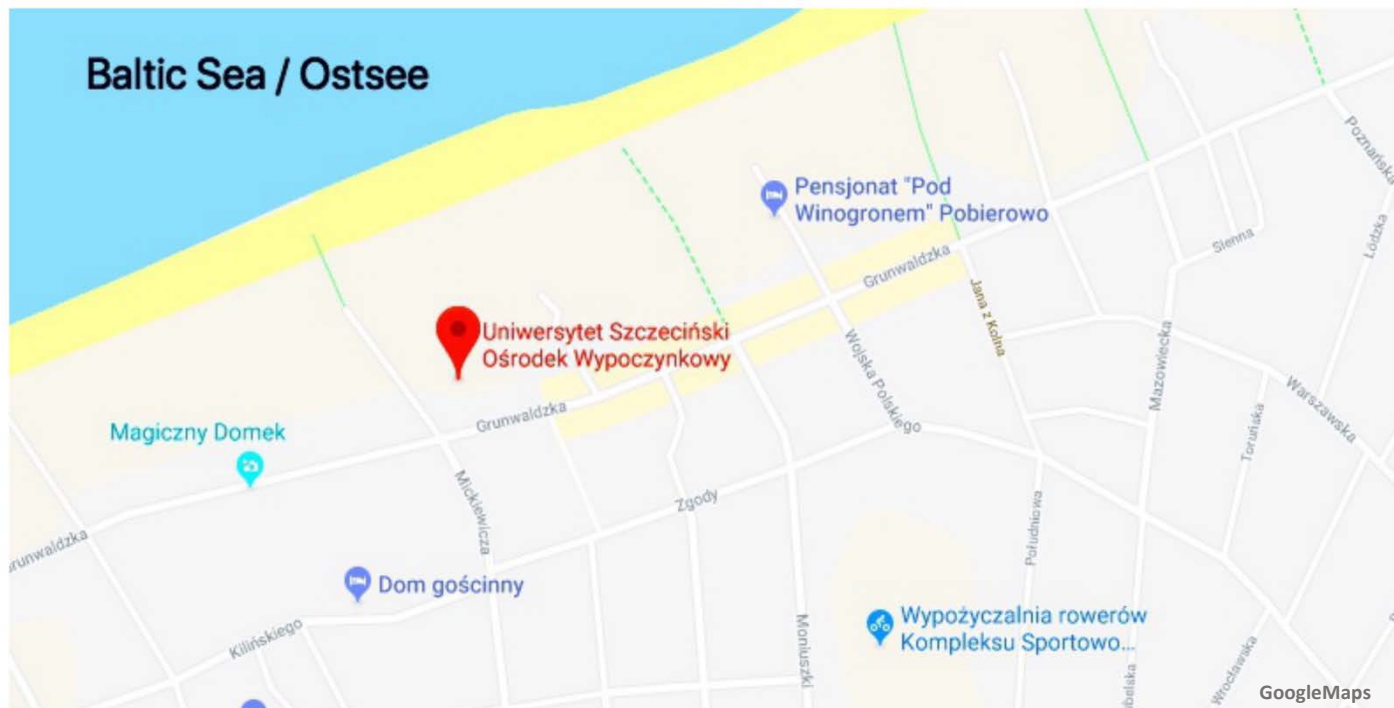 Baltic Sea / Ostsee
Poznańska
Pensjonat "Pod
Winogronem" Pobierowo
Łódzka
Sienna
Grunwaldzka
Jana z Kolna
Uniwersytet Szczeciński
Ośrodek Wypoczynkowy
Wojska Polskiego
Mazowiecka
Warszawska
Grunwaldzka
Toruńska
Magiczny Domek
Mickiewicza
Zgody
Południowa
runwaldzka
Dom gościnny
Wypożyczalnia rowerów
Kompleksu Sportowo...
Kilińskiego
Moniuszki
belska
Wrocławska
GoogleMaps